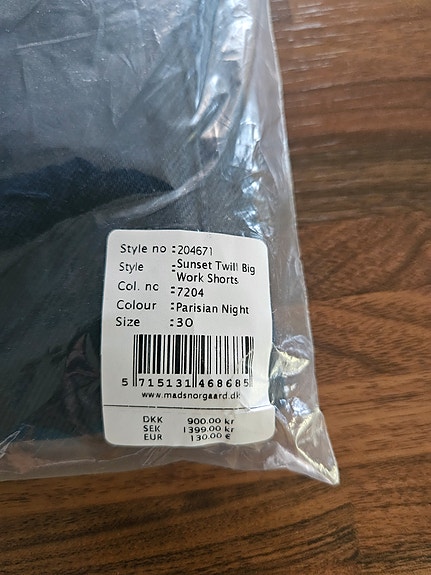 Style no : 204671
Style : Sunset Twill Big
Work Shorts
Col. no : 7204
Colour : Parisian Night
Size : 30
5 715131 468685
www.madsnorgaard.dk
DKK 900.00 kr
SEK 1399.00 kr
EUR 130.00 €